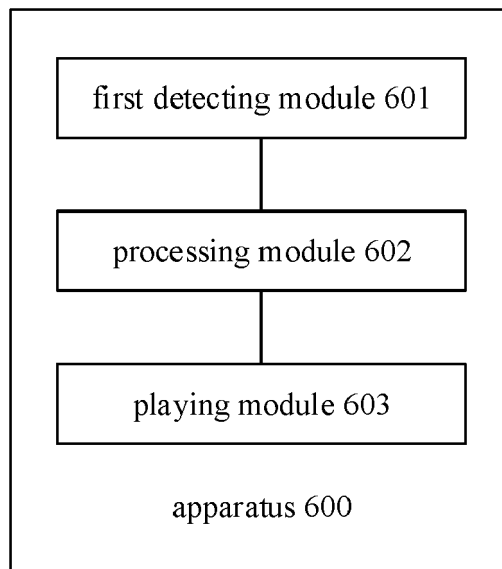 first detecting module 601
processing module 602
playing module 603
apparatus 600